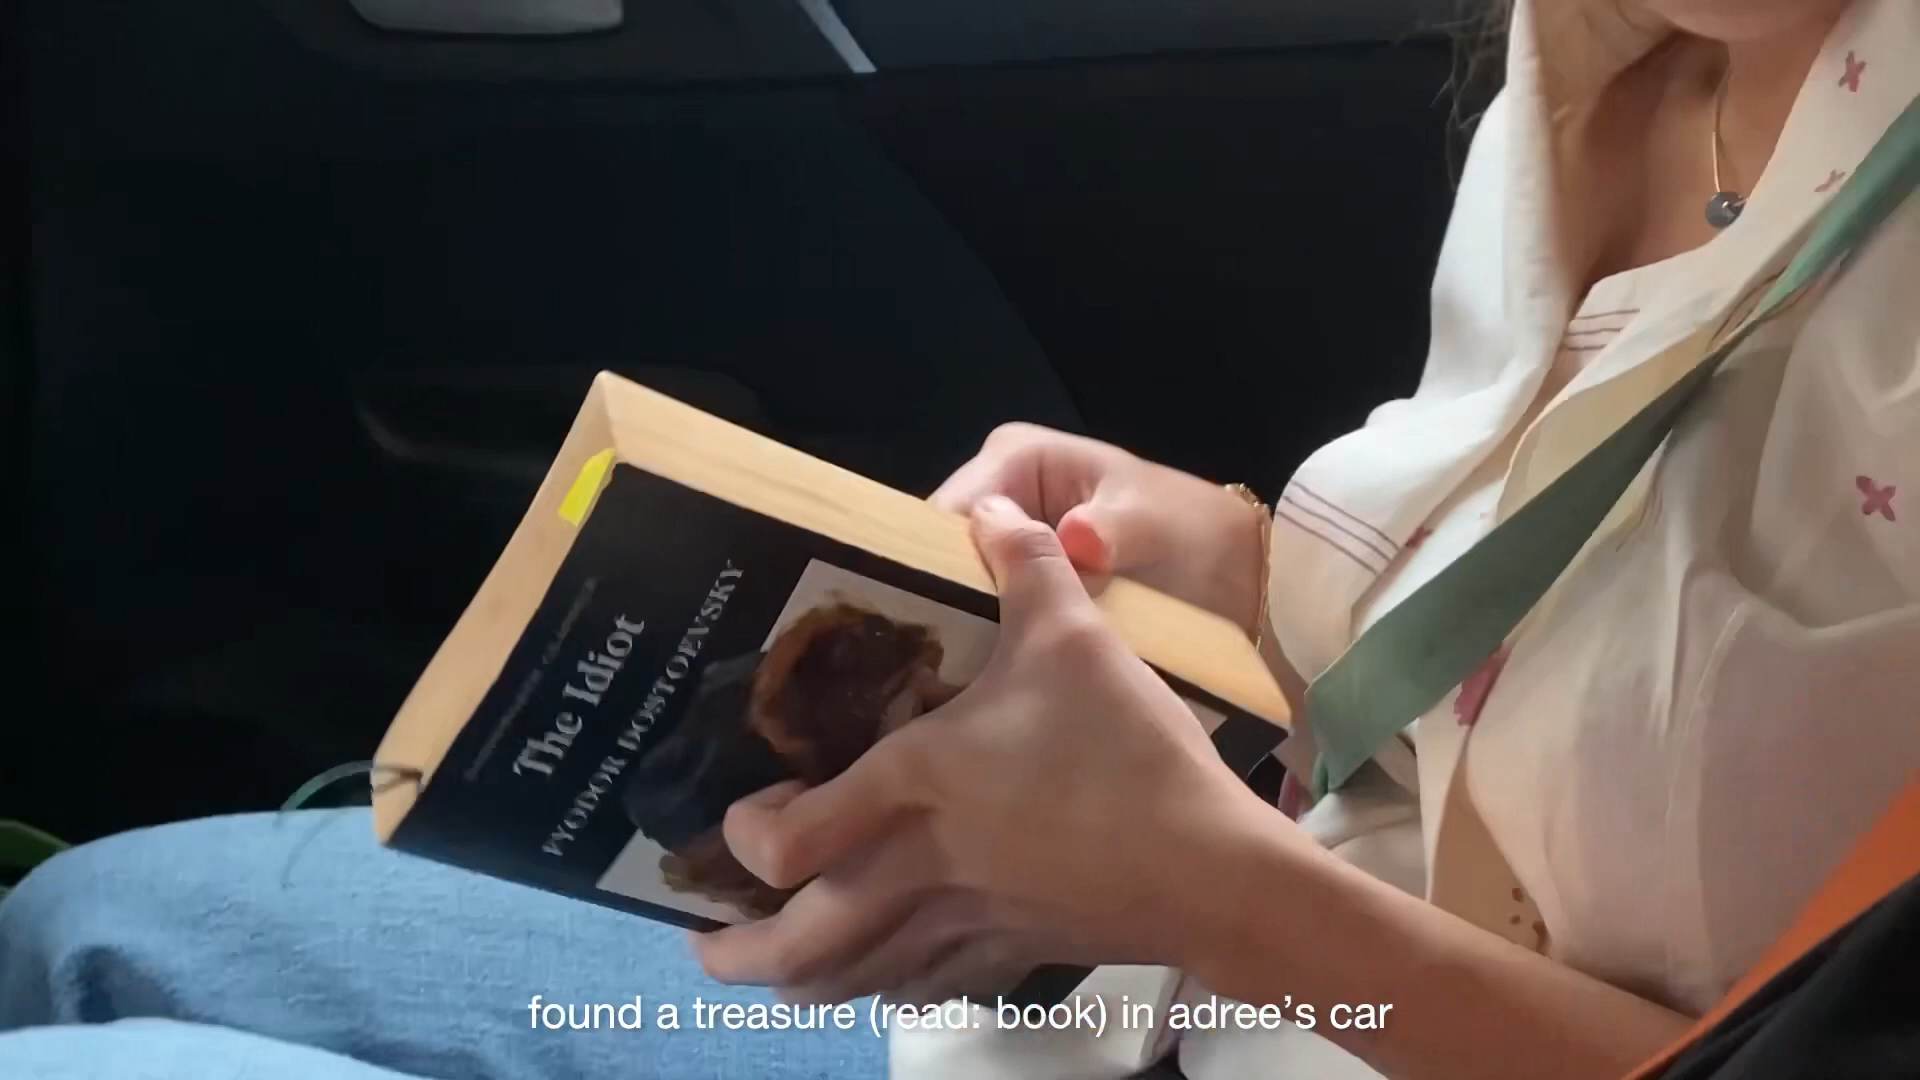 The Idiot
FYODOR DOSTOEVSKY
found a treasure (read: book) in adree’s car